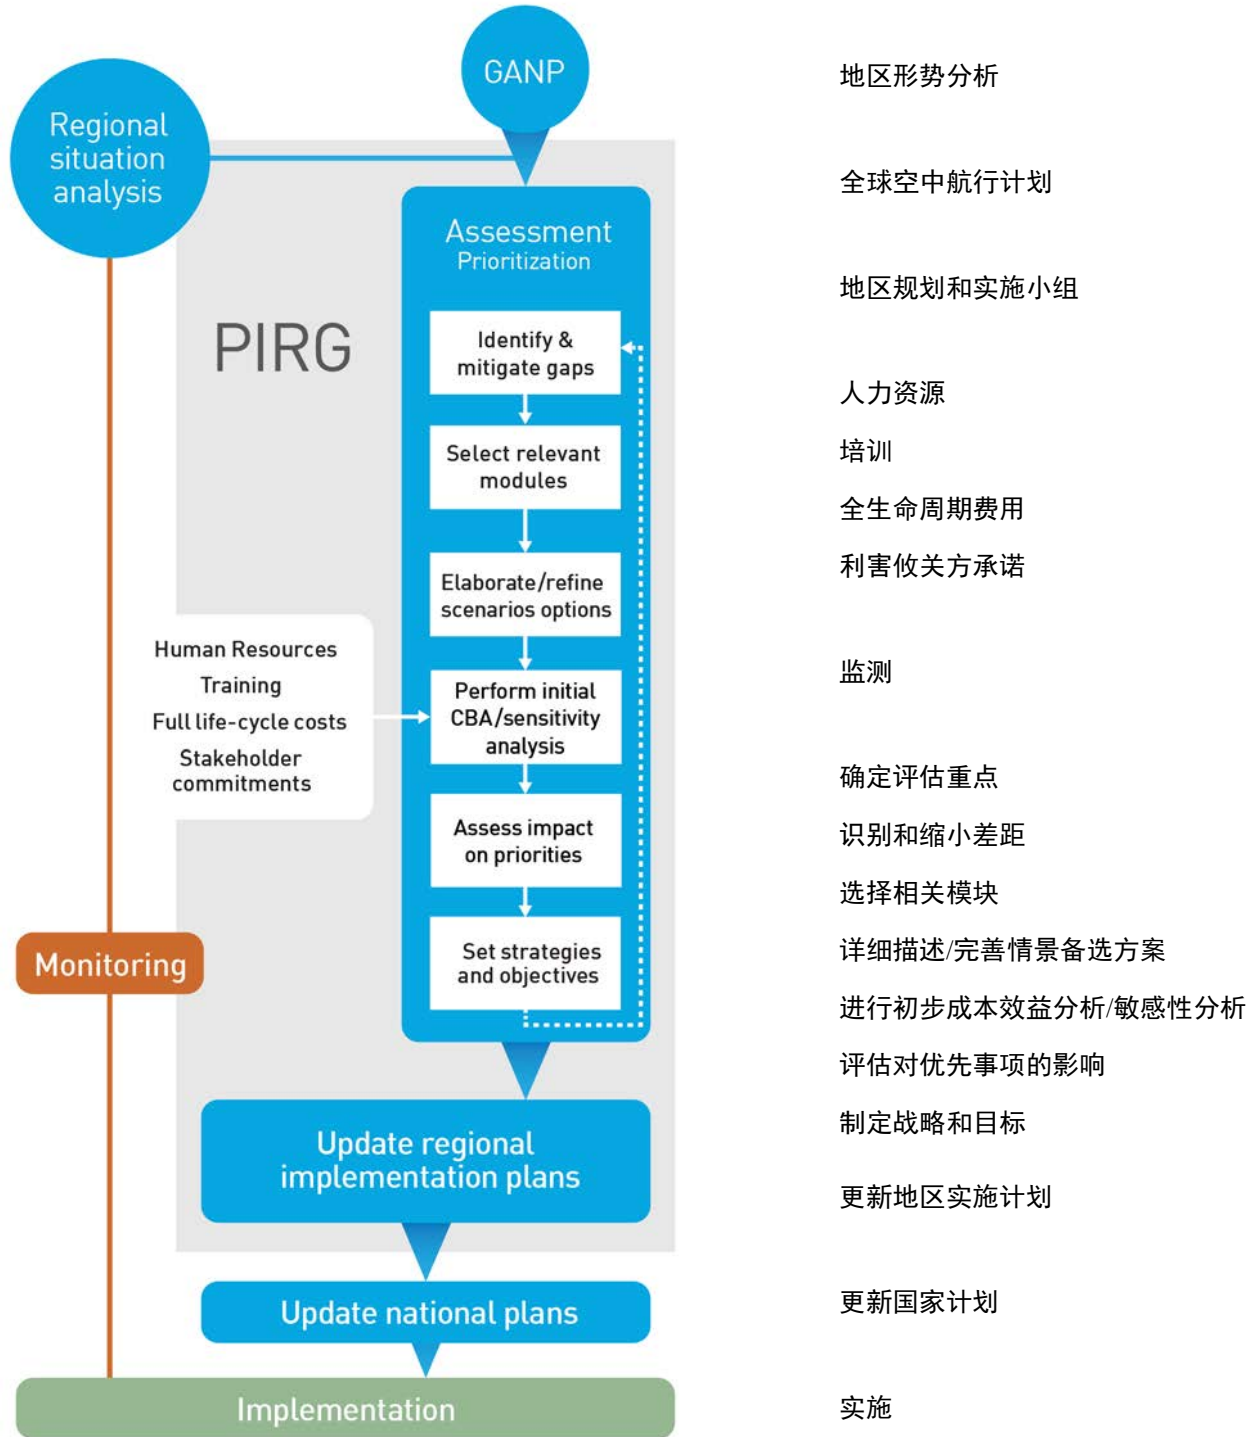 GANP
Regional
situation
analysis
Assessment
Prioritization
PIRG
Identify &
mitigate gaps
Select relevant
modules
Elaborate/refine
scenarios options
Human Resources
Training
Full life-cycle costs
Stakeholder
commitments
Perform initial
CBA/sensitivity
analysis
Assess impact
on priorities
Set strategies
and objectives
Monitoring
Update regional
implementation plans
Update national plans
Implementation
地区形势分析
全球空中航行计划
地区规划和实施小组
人力资源
培训
全生命周期费用
利害攸关方承诺
监测
确定评估重点
识别和缩小差距
选择相关模块
详细描述/完善情景备选方案
进行初步成本效益分析/敏感性分析
评估对优先事项的影响
制定战略和目标
更新地区实施计划
更新国家计划
实施